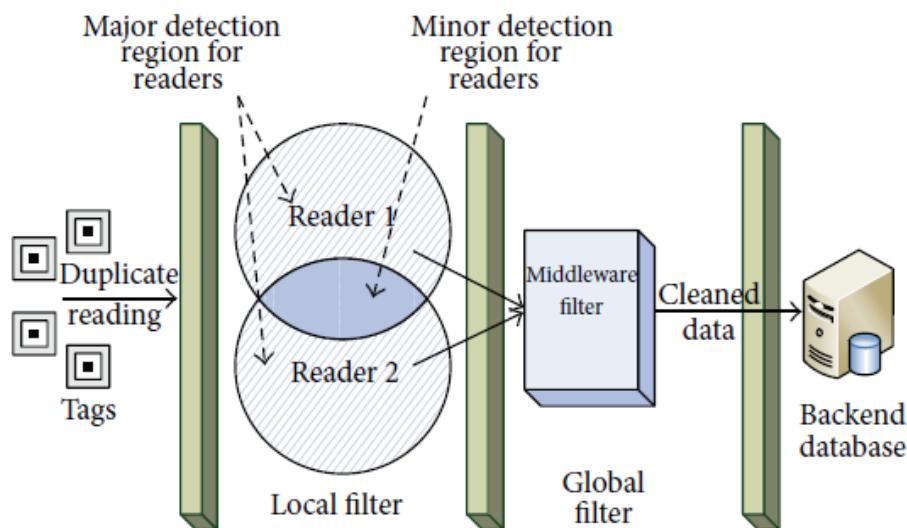 Major detection
region for
readers
Minor detection
region for
readers
Reader 1
Duplicate
reading
Middleware
filter
Cleaned
data
Reader 2
Tags
Backend
database
Local filter
Global
filter